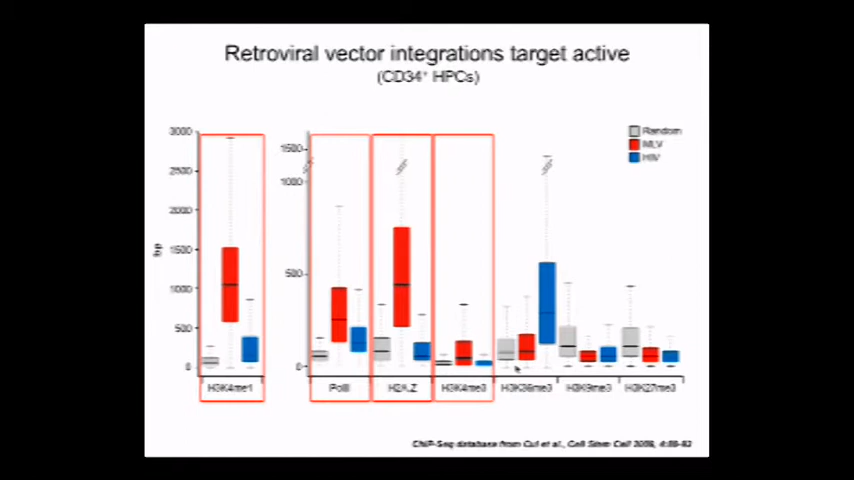 Retroviral vector integrations target active
(CD34⁺ HPCs)
Random
MLV
HIV
bp
3000
2500
2000
1500
1000
500
0
1500
1000
500
0
H3K4me1
PolII
H2A.Z
H3K4me3
H3K36me3
H3K9me3
H3K27me3
ChIP-Seq database from Cui et al., Cell Stem Cell 2009, 4:80-93